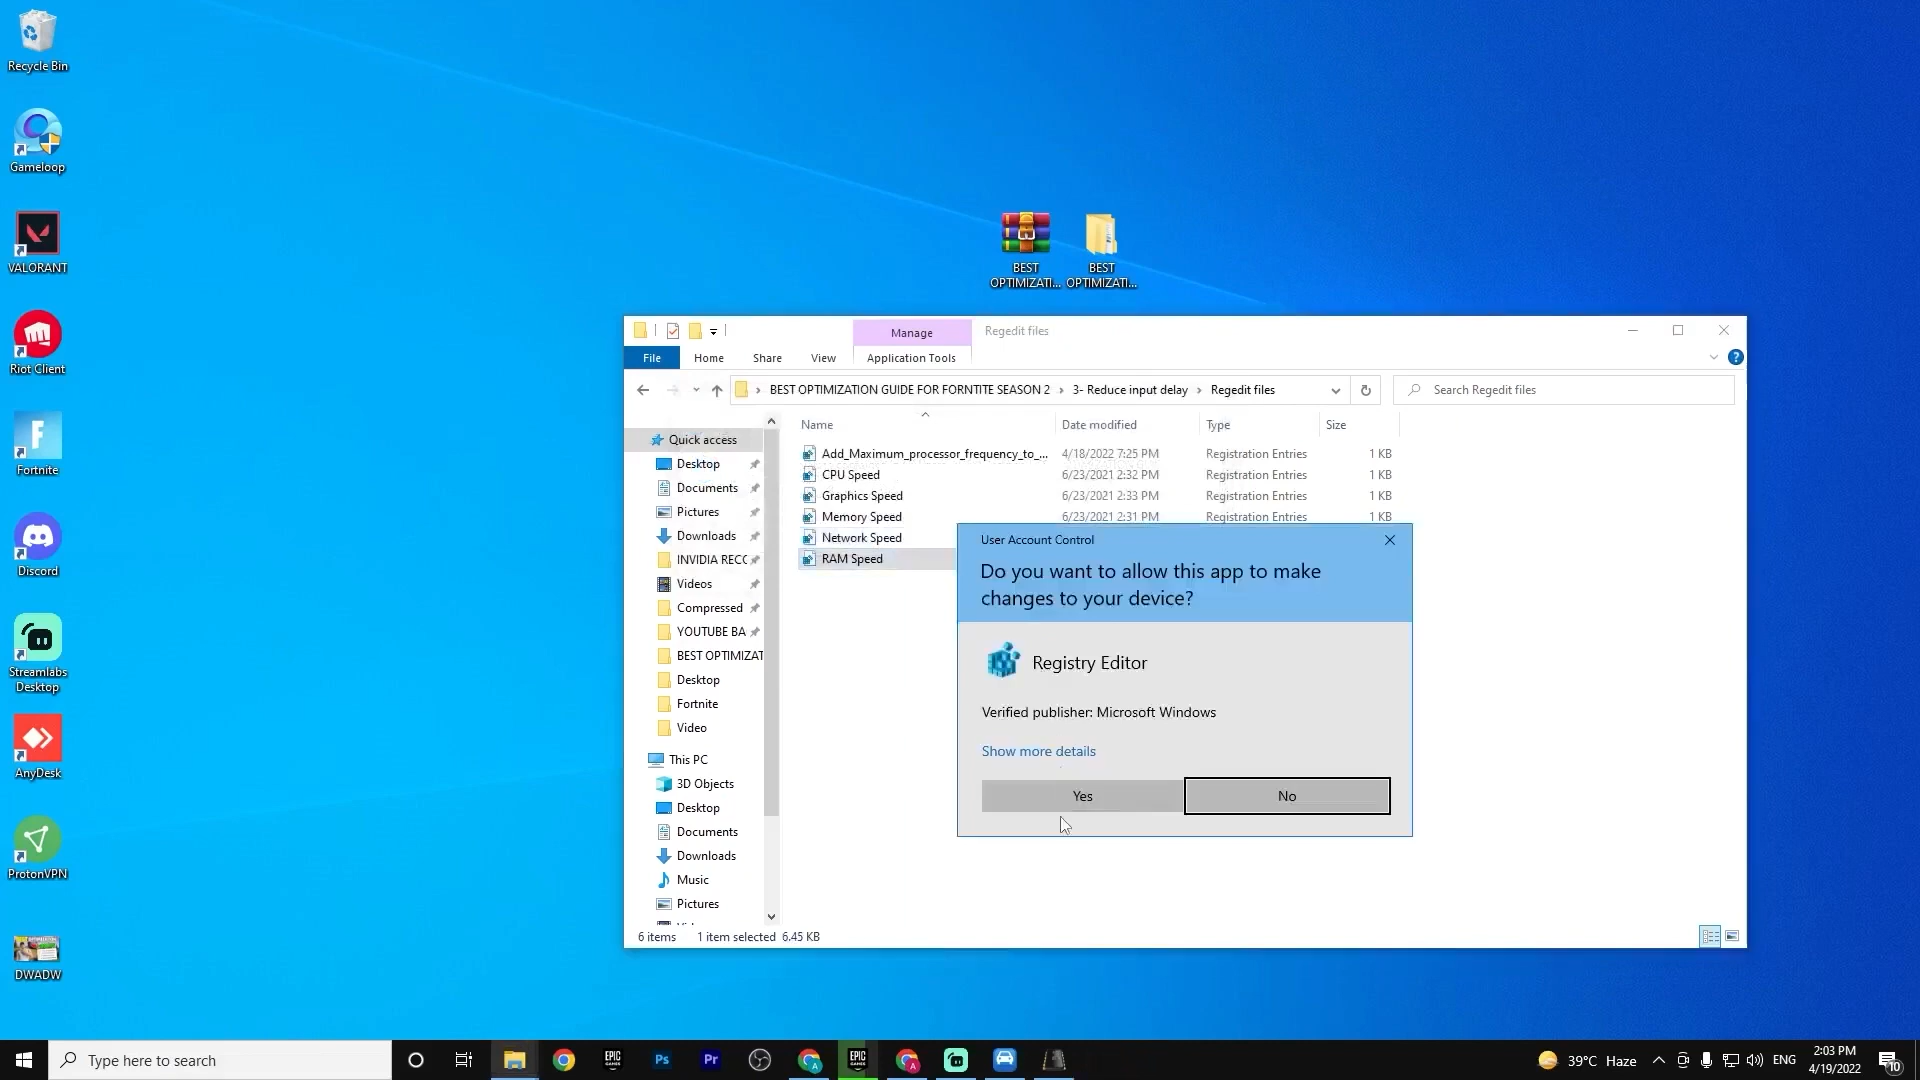 Recycle Bin
Gameloop
VALORANT
Riot Client
Fortnite
Discord
Streamlabs
Desktop
AnyDesk
ProtonVPN
DWADW
BEST
OPTIMIZATI...
BEST
OPTIMIZATI...
Manage
Regedit files
File
Home
Share
View
Application Tools
BEST OPTIMIZATION GUIDE FOR FORNTITE SEASON 2 › 3- Reduce input delay › Regedit files
Search Regedit files
Quick access
Desktop
Documents
Pictures
Downloads
INVIDIA RECC
Videos
Compressed
YOUTUBE BA
BEST OPTIMIZAT
Desktop
Fortnite
Video
This PC
3D Objects
Desktop
Documents
Downloads
Music
Pictures
Name Date modified Type Size
Add_Maximum_processor_frequency_to_... 4/18/2022 7:25 PM Registration Entries 1 KB
CPU Speed 6/23/2021 2:32 PM Registration Entries 1 KB
Graphics Speed 6/23/2021 2:33 PM Registration Entries 1 KB
Memory Speed 6/23/2021 2:31 PM Registration Entries 1 KB
Network Speed
RAM Speed
User Account Control
Do you want to allow this app to make
changes to your device?
Registry Editor
Verified publisher: Microsoft Windows
Show more details
Yes
No
6 items 1 item selected 6.45 KB
Type here to search
EPIC
GAMES
Ps
Pr
A
EPIC
GAMES
A
39°C Haze
ENG
2:03 PM
4/19/2022
10